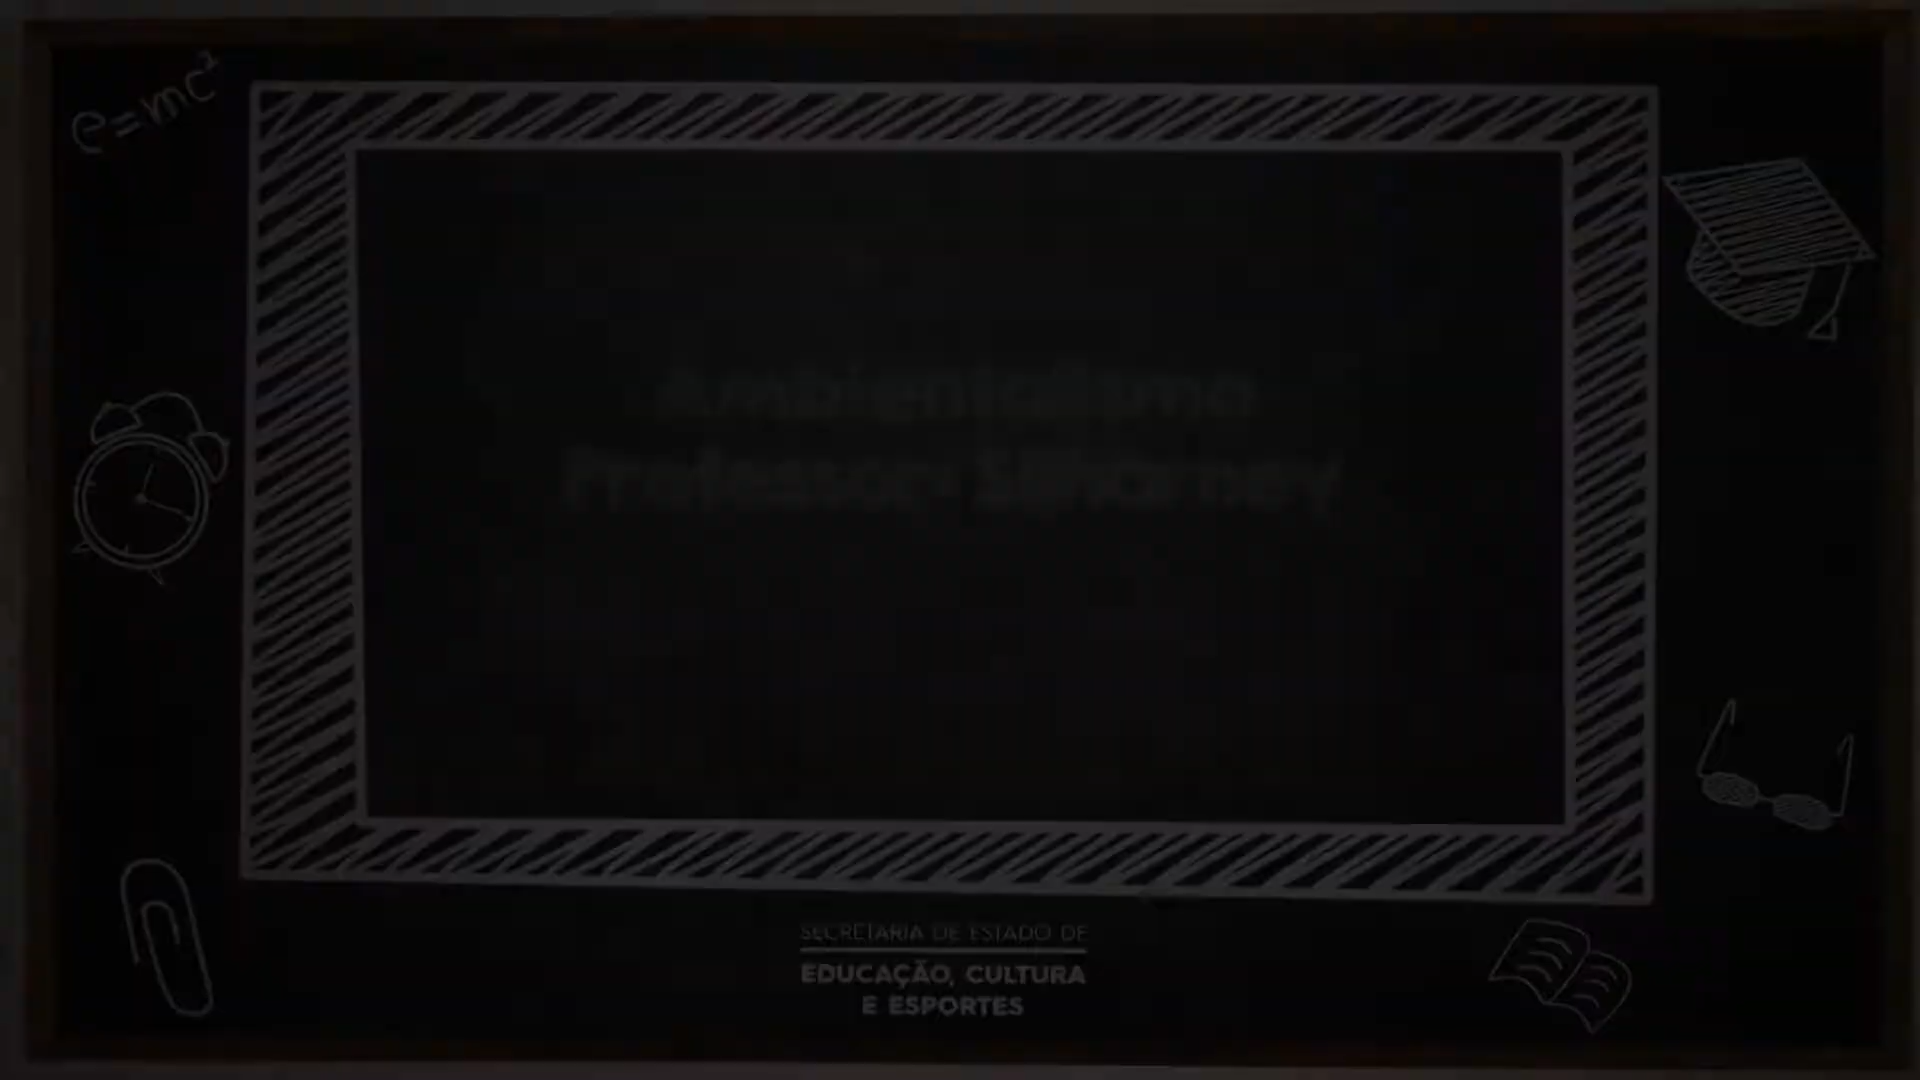 e=mc²
Ambientalismo
Professor:
SECRETARIA DE ESTADO DE
EDUCAÇÃO, CULTURA
E ESPORTES